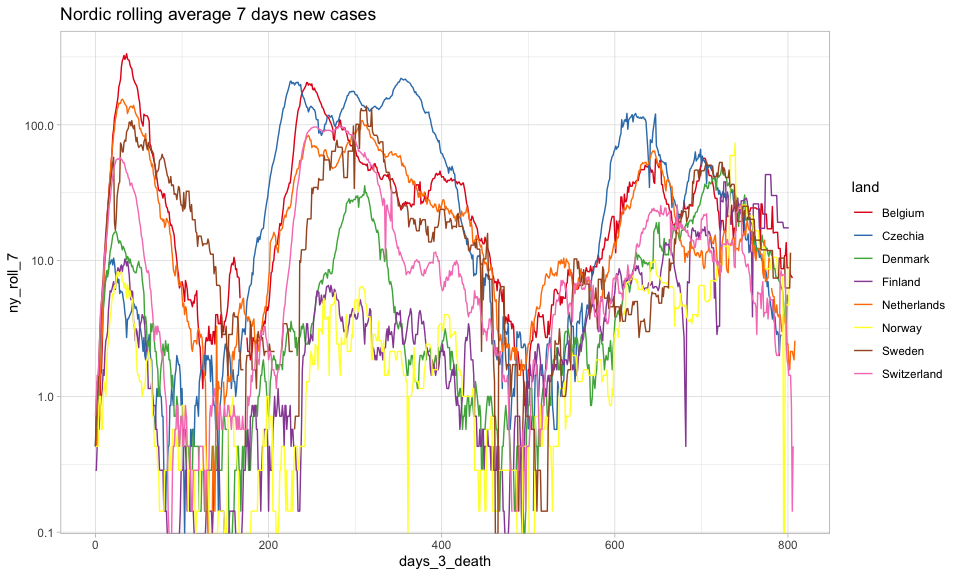 Nordic rolling average 7 days new cases
ny_roll_7
100.0
10.0
1.0
0.1
0
200
400
600
800
days_3_death
land
Belgium
Czechia
Denmark
Finland
Netherlands
Norway
Sweden
Switzerland